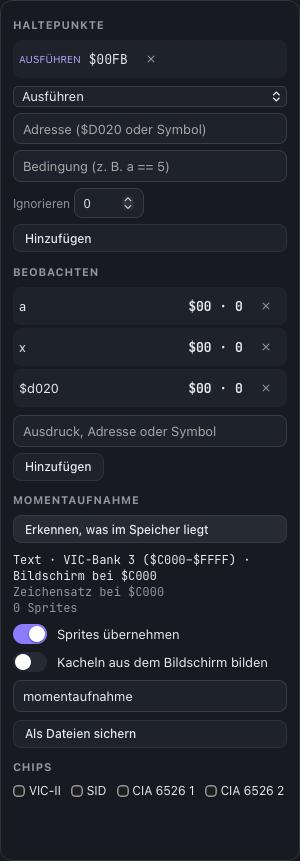 HALTEPUNKTE
AUSFÜHREN $00FB ×
Ausführen
Adresse ($D020 oder Symbol)
Bedingung (z. B. a == 5)
Ignorieren 0
Hinzufügen
BEOBACHTEN
a $00 · 0 ×
x $00 · 0 ×
$d020 $00 · 0 ×
Ausdruck, Adresse oder Symbol
Hinzufügen
MOMENTAUFNAHME
Erkennen, was im Speicher liegt
Text · VIC-Bank 3 ($C000–$FFFF) ·
Bildschirm bei $C000
Zeichensatz bei $C000
0 Sprites
Sprites übernehmen
Kacheln aus dem Bildschirm bilden
momentaufnahme
Als Dateien sichern
CHIPS
VIC-II SID CIA 6526 1 CIA 6526 2